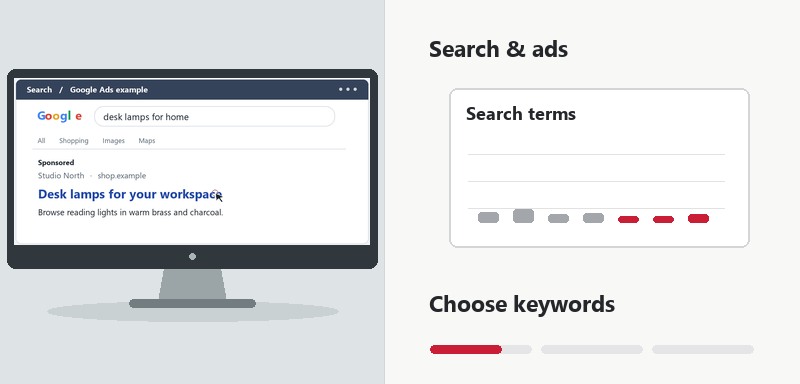 Search / Google Ads example
Google
desk lamps for home
All Shopping Images Maps
Sponsored
Studio North · shop.example
Desk lamps for your workspace
Browse reading lights in warm brass and charcoal.
Search & ads
Search terms
Choose keywords